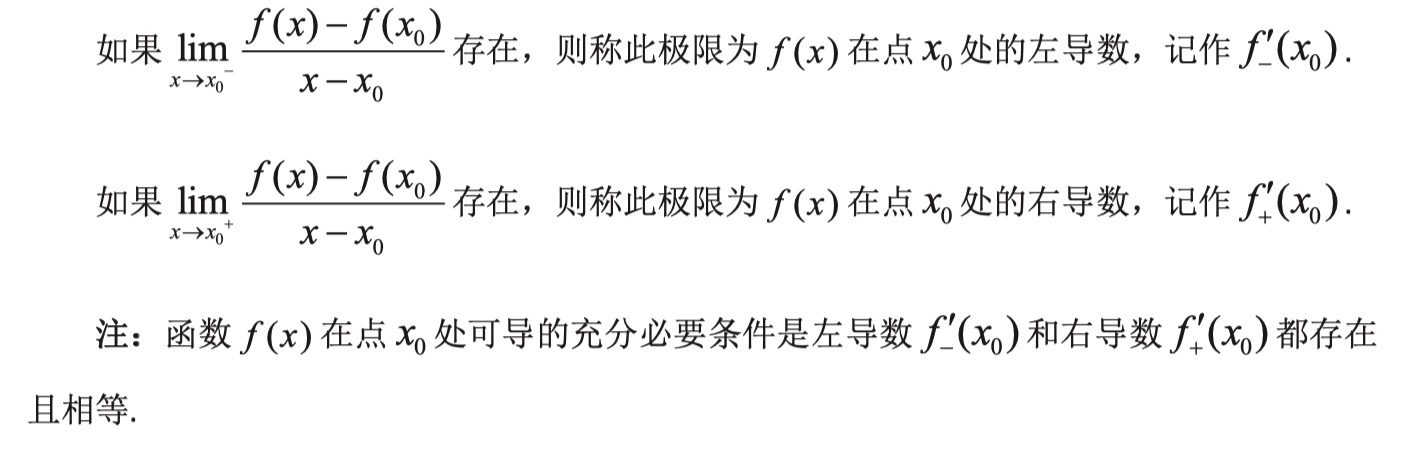 如果 $\lim_{x \to x_0^-} \frac{f(x)-f(x_0)}{x-x_0}$ 存在，则称此极限为 $f(x)$ 在点 $x_0$ 处的左导数，记作 $f'_-(x_0)$.
如果 $\lim_{x \to x_0^+} \frac{f(x)-f(x_0)}{x-x_0}$ 存在，则称此极限为 $f(x)$ 在点 $x_0$ 处的右导数，记作 $f'_+(x_0)$.
注：函数 $f(x)$ 在点 $x_0$ 处可导的充分必要条件是左导数 $f'_-(x_0)$ 和右导数 $f'_+(x_0)$ 都存在
且相等.